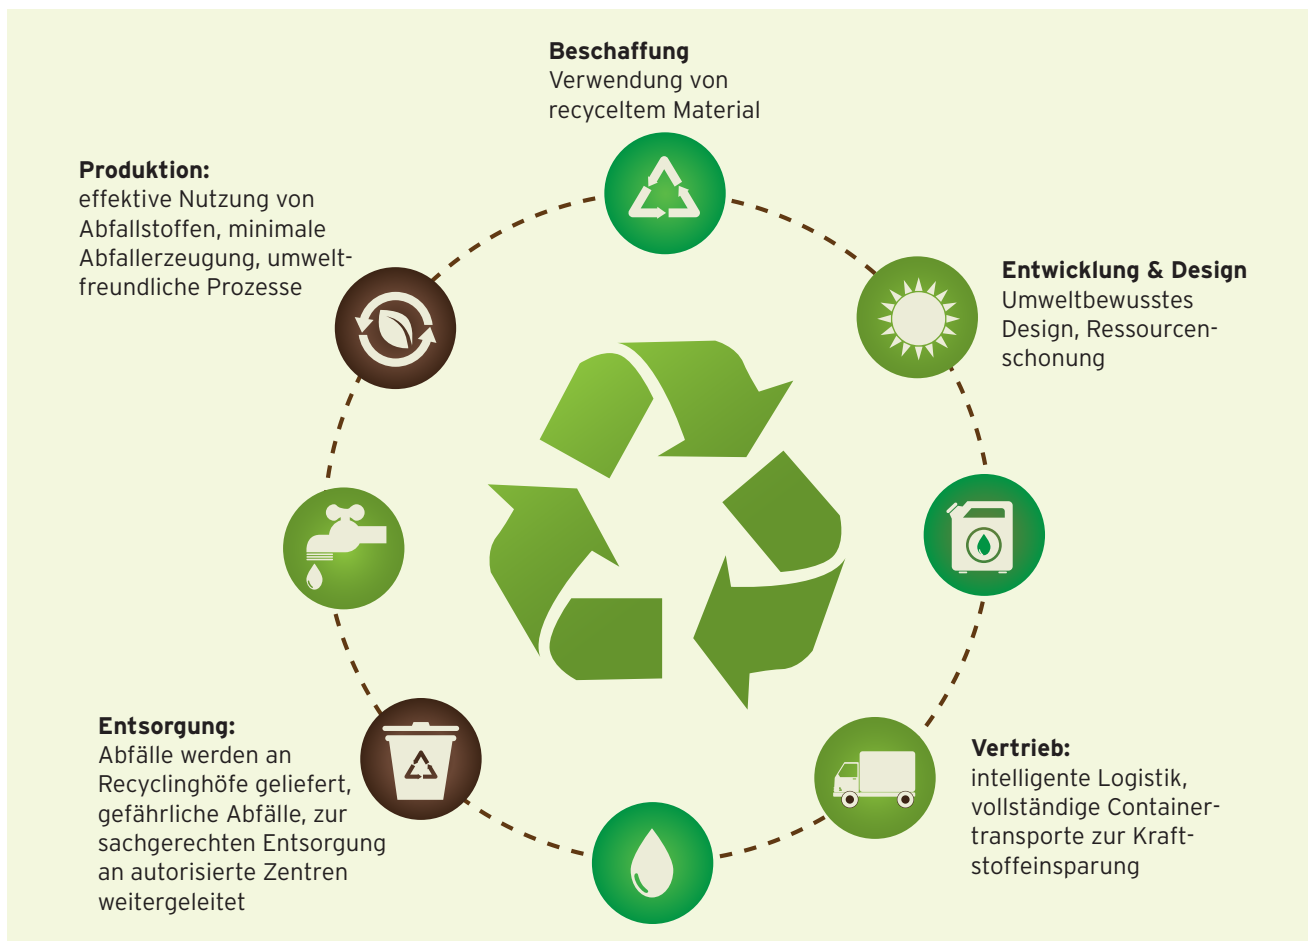 Beschaffung
Verwendung von
recyceltem Material
Produktion:
effektive Nutzung von
Abfallstoffen, minimale
Abfallerzeugung, umwelt-
freundliche Prozesse
Entwicklung & Design
Umweltbewusstes
Design, Ressourcen-
schonung
Entsorgung:
Abfälle werden an
Recyclinghöfe geliefert,
gefährliche Abfälle, zur
sachgerechten Entsorgung
an autorisierte Zentren
weitergeleitet
Vertrieb:
intelligente Logistik,
vollständige Container-
transporte zur Kraft-
stoffeinsparung